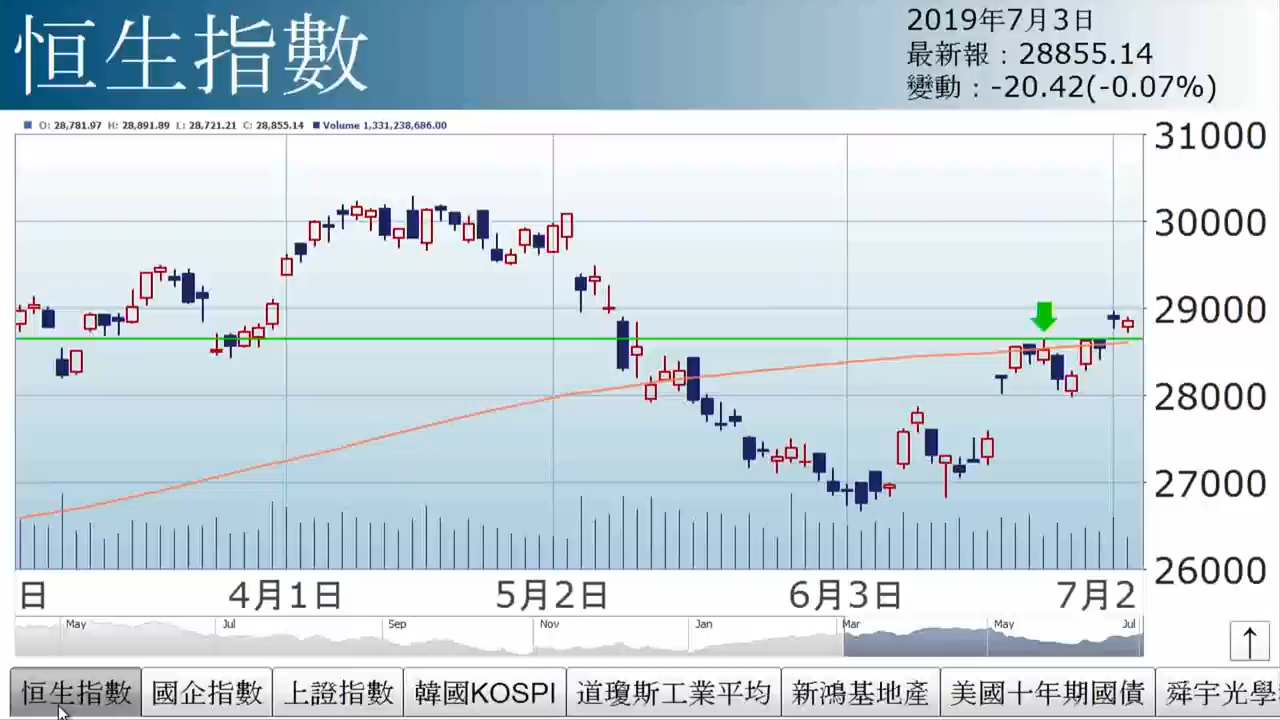 恒生指數
2019年7月3日
最新報：28855.14
變動：-20.42(-0.07%)
O: 28,781.97 H: 28,891.89 L: 28,721.21 C: 28,855.14 Volume 1,331,238,686.00
31000
30000
29000
28000
27000
26000
日 4月1日 5月2日 6月3日 7月2
May Jul Sep Nov Jan Mar May Jul
↑
恒生指數 國企指數 上證指數 韓國KOSPI 道瓊斯工業平均 新鴻基地產 美國十年期國債 舜宇光學